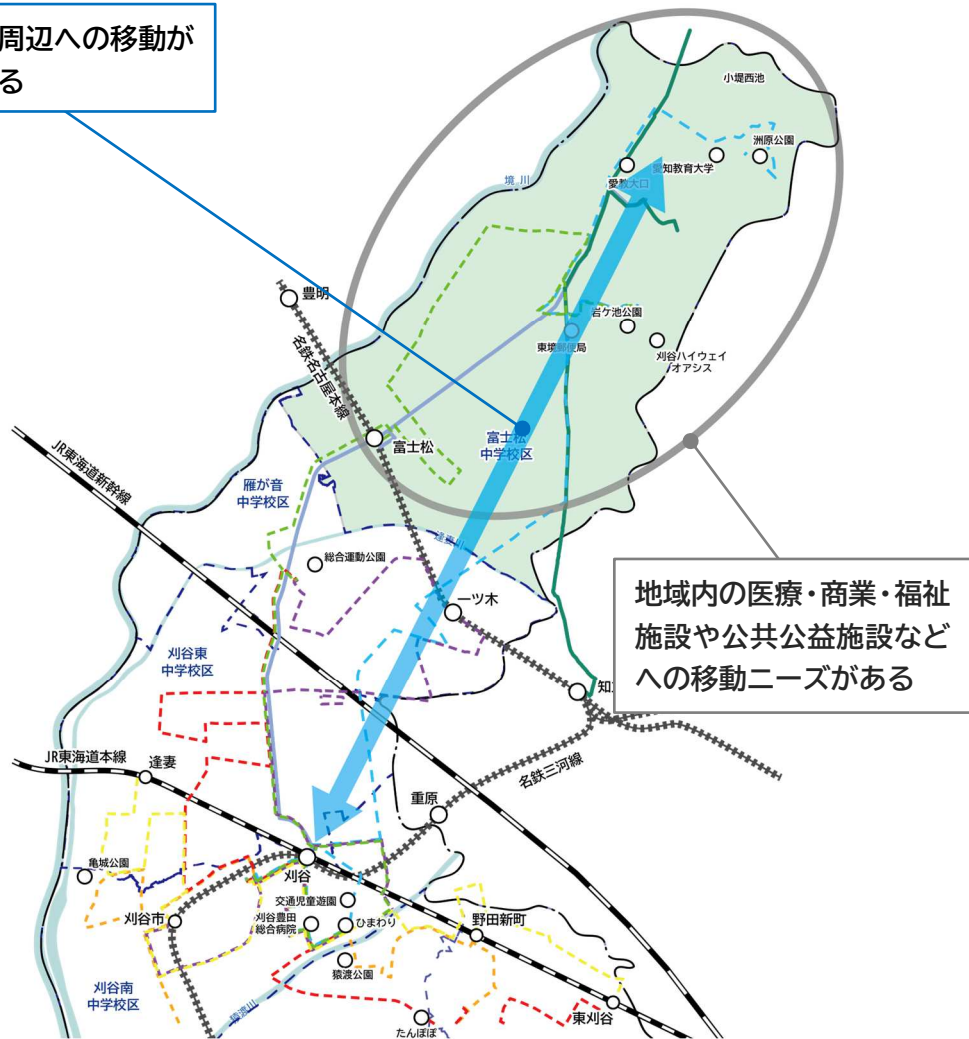 周辺への移動が
る
小堤西池
洲原公園
愛知教育大学
愛教大口
境川
豊明
名鉄名古屋本線
岩ケ池公園
東境郵便局
刈谷ハイウェイ
オアシス
富士松
富士松
中学校区
JR東海道新幹線
雁が音
中学校区
逢妻川
総合運動公園
一ツ木
地域内の医療・商業・福祉
施設や公共公益施設など
への移動ニーズがある
刈谷東
中学校区
知
名鉄三河線
JR東海道本線
逢妻
重原
亀城公園
刈谷
交通児童遊園
刈谷豊田
総合病院
ひまわり
刈谷市
野田新町
猿渡公園
刈谷南
中学校区
猿渡川
たんぽぽ
東刈谷